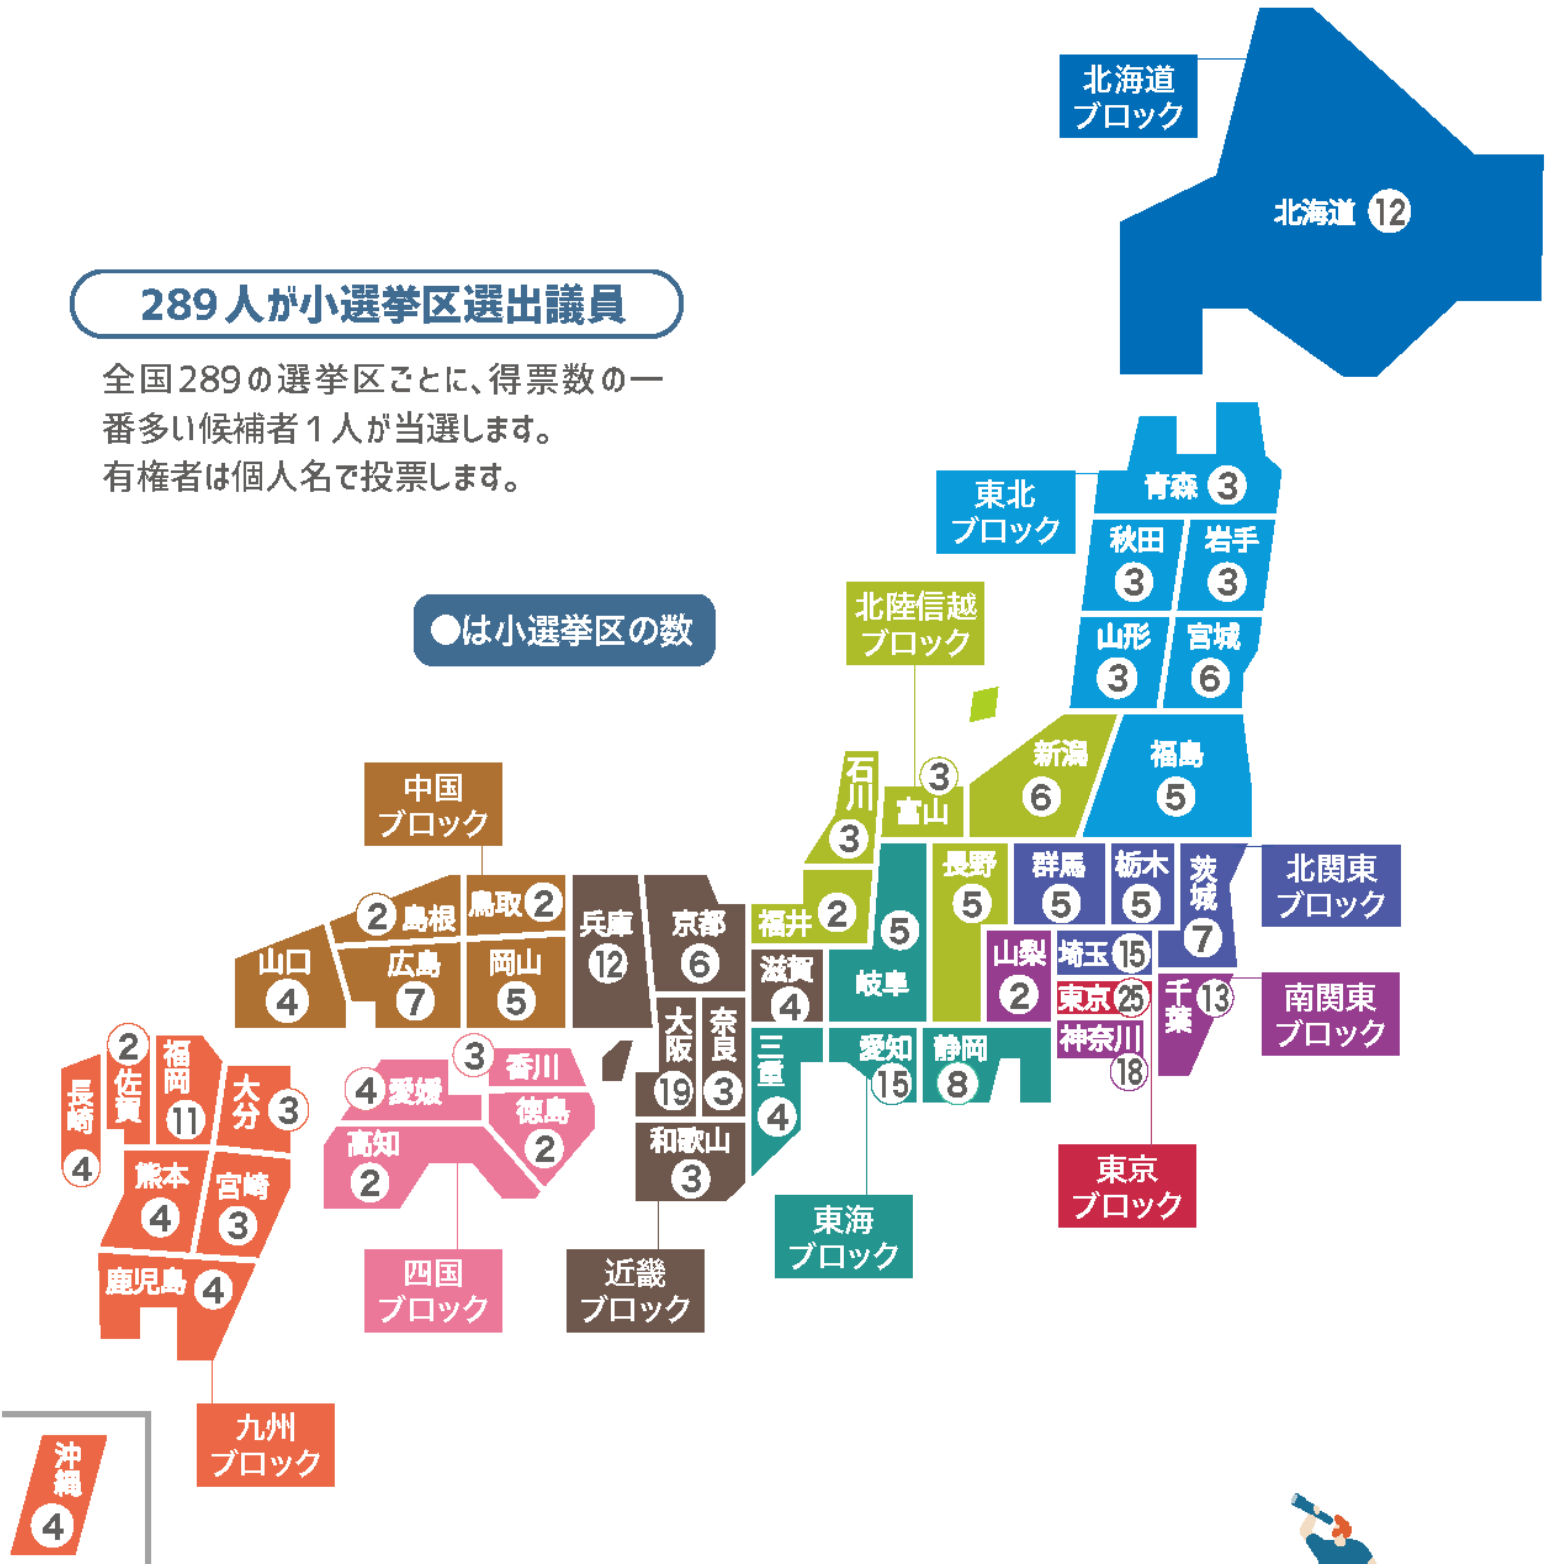 北海道
ブロック
北海道 12
289人が小選挙区選出議員
全国289の選挙区ごとに、得票数の一
番多い候補者1人が当選します。
有権者は個人名で投票します。
●は小選挙区の数
東北
ブロック
青森 3
秋田
3
岩手
3
山形
3
宮城
6
福島
5
北陸信越
ブロック
新潟
6
富山
3
石川
3
福井 2
長野
5
北関東
ブロック
群馬
5
栃木
5
茨城
7
埼玉 15
南関東
ブロック
山梨
2
千葉 13
神奈川
18
東京 25
東京
ブロック
東海
ブロック
岐阜
5
愛知
15
静岡
8
三重
4
近畿
ブロック
兵庫
12
京都
6
滋賀
4
大阪
19
奈良
3
和歌山
3
中国
ブロック
鳥取 2
2 島根
岡山
5
広島
7
山口
4
四国
ブロック
3 香川
4 愛媛
徳島
2
高知
2
九州
ブロック
福岡
11
2
佐賀
長崎
4
大分 3
熊本
4
宮崎
3
鹿児島 4
沖縄
4